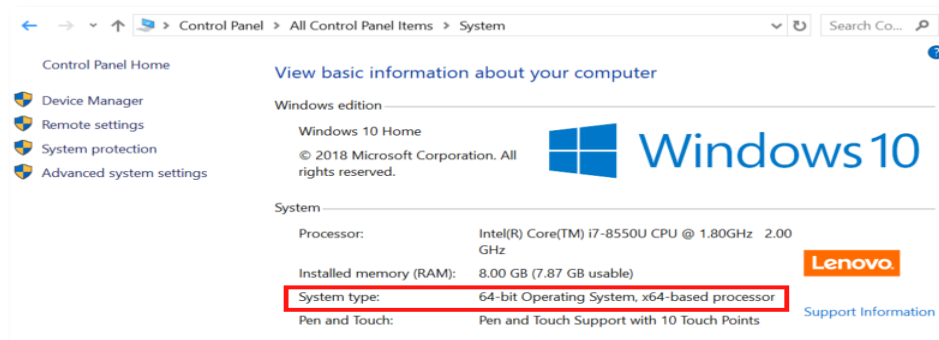 Control Panel > All Control Panel Items > System
Search Co...
?
Control Panel Home
Device Manager
Remote settings
System protection
Advanced system settings
View basic information about your computer
Windows edition
Windows 10 Home
© 2018 Microsoft Corporation. All
rights reserved.
Windows 10
System
Processor: Intel(R) Core(TM) i7-8550U CPU @ 1.80GHz 2.00
GHz
Installed memory (RAM): 8.00 GB (7.87 GB usable)
System type: 64-bit Operating System, x64-based processor
Pen and Touch: Pen and Touch Support with 10 Touch Points
Lenovo.
Support Information